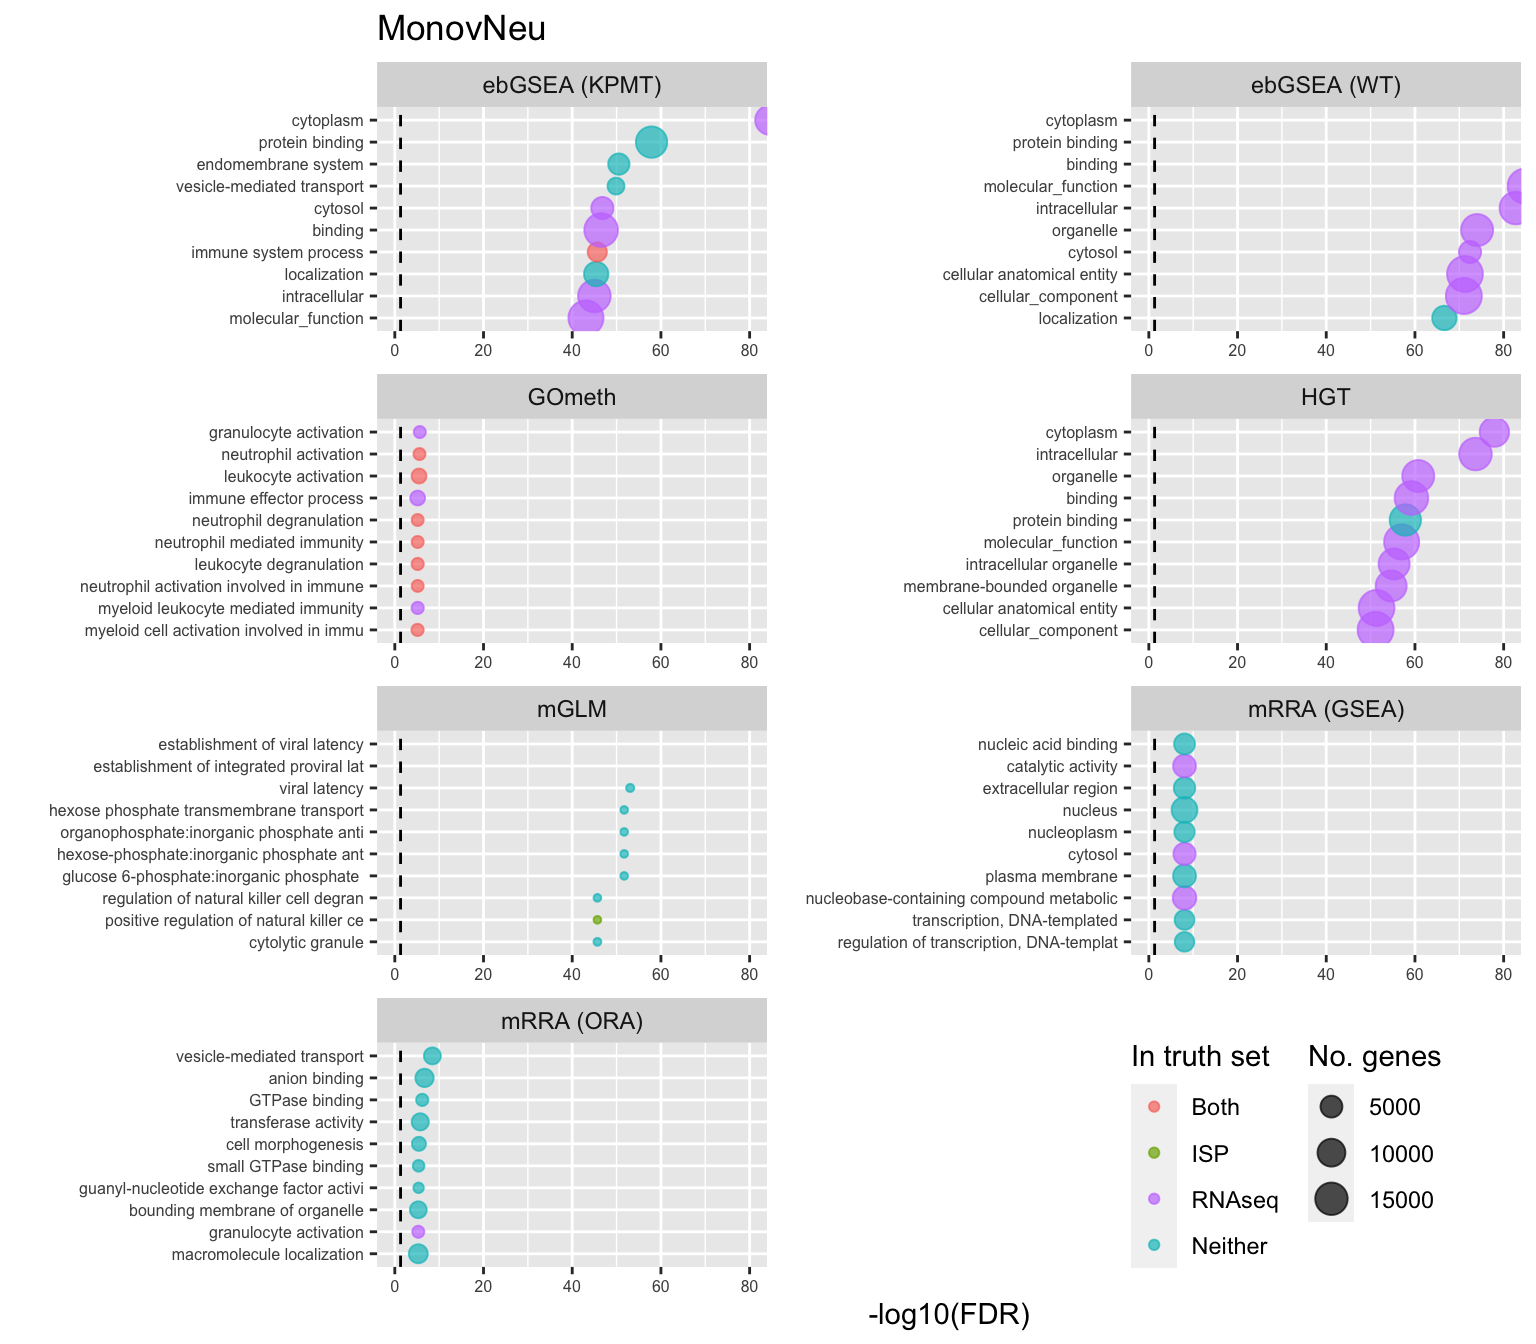 MonovNeu
ebGSEA (KPMT)
cytoplasm
protein binding
endomembrane system
vesicle-mediated transport
cytosol
binding
immune system process
localization
intracellular
molecular_function
0 20 40 60 80
ebGSEA (WT)
cytoplasm
protein binding
binding
molecular_function
intracellular
organelle
cytosol
cellular anatomical entity
cellular_component
localization
0 20 40 60 80
GOmeth
granulocyte activation
neutrophil activation
leukocyte activation
immune effector process
neutrophil degranulation
neutrophil mediated immunity
leukocyte degranulation
neutrophil activation involved in immune
myeloid leukocyte mediated immunity
myeloid cell activation involved in immu
0 20 40 60 80
HGT
cytoplasm
intracellular
organelle
binding
protein binding
molecular_function
intracellular organelle
membrane-bounded organelle
cellular anatomical entity
cellular_component
0 20 40 60 80
mGLM
establishment of viral latency
establishment of integrated proviral lat
viral latency
hexose phosphate transmembrane transport
organophosphate:inorganic phosphate anti
hexose-phosphate:inorganic phosphate ant
glucose 6-phosphate:inorganic phosphate
regulation of natural killer cell degran
positive regulation of natural killer ce
cytolytic granule
0 20 40 60 80
mRRA (GSEA)
nucleic acid binding
catalytic activity
extracellular region
nucleus
nucleoplasm
cytosol
plasma membrane
nucleobase-containing compound metabolic
transcription, DNA-templated
regulation of transcription, DNA-templat
0 20 40 60 80
mRRA (ORA)
vesicle-mediated transport
anion binding
GTPase binding
transferase activity
cell morphogenesis
small GTPase binding
guanyl-nucleotide exchange factor activi
bounding membrane of organelle
granulocyte activation
macromolecule localization
0 20 40 60 80
In truth set
Both
ISP
RNAseq
Neither
No. genes
5000
10000
15000
-log10(FDR)